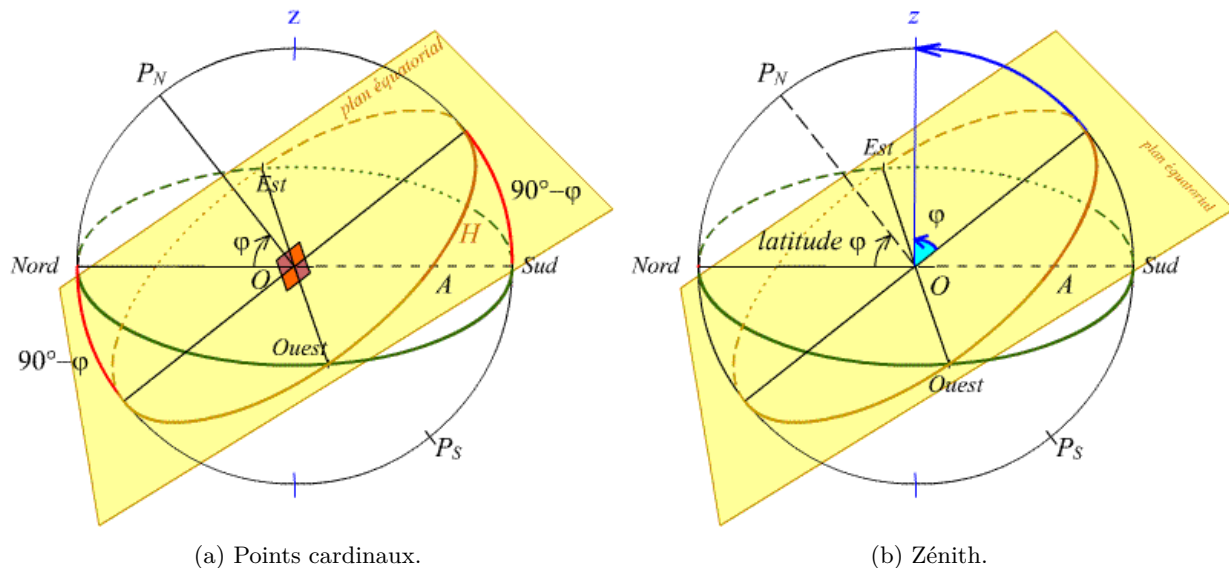 z
P_N
plan équatorial
Est
90°–φ
φ
H
Nord
O
A
Sud
Ouest
90°–φ
P_S
(a) Points cardinaux.
z
P_N
Est
plan équatorial
φ
latitude φ
Nord
O
A
Sud
Ouest
P_S
(b) Zénith.